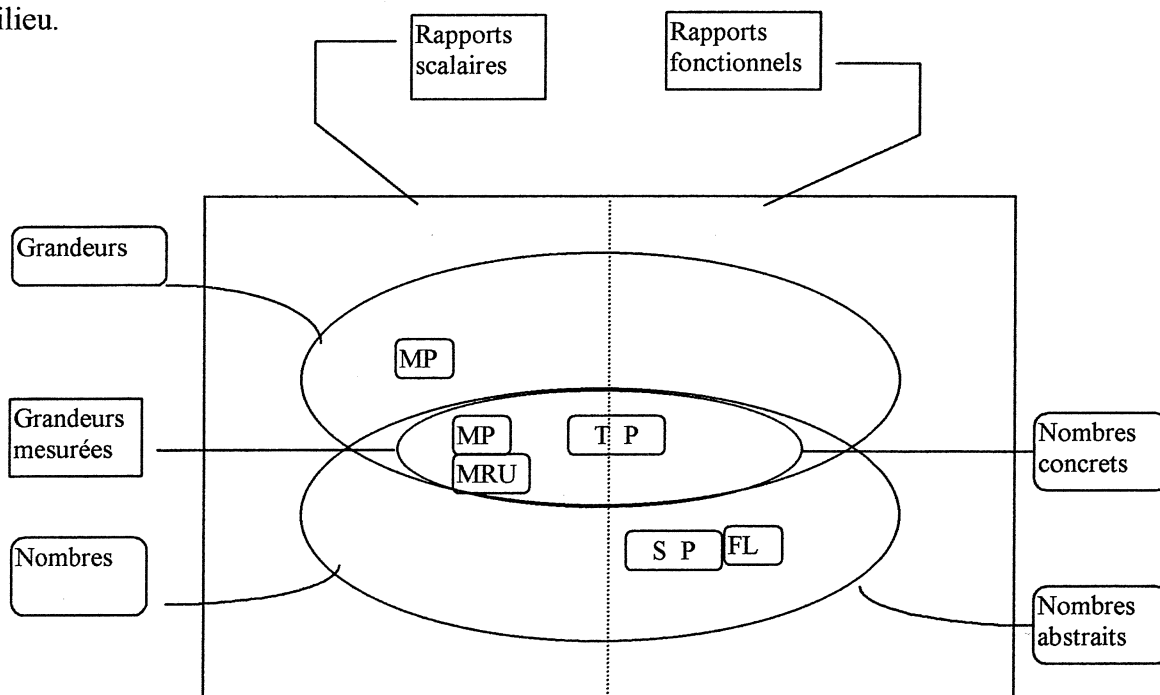 ilieu.
Rapports
scalaires
Rapports
fonctionnels
Grandeurs
MP
Grandeurs
mesurées
MP
T P
MRU
Nombres
concrets
Nombres
S P
FL
Nombres
abstraits